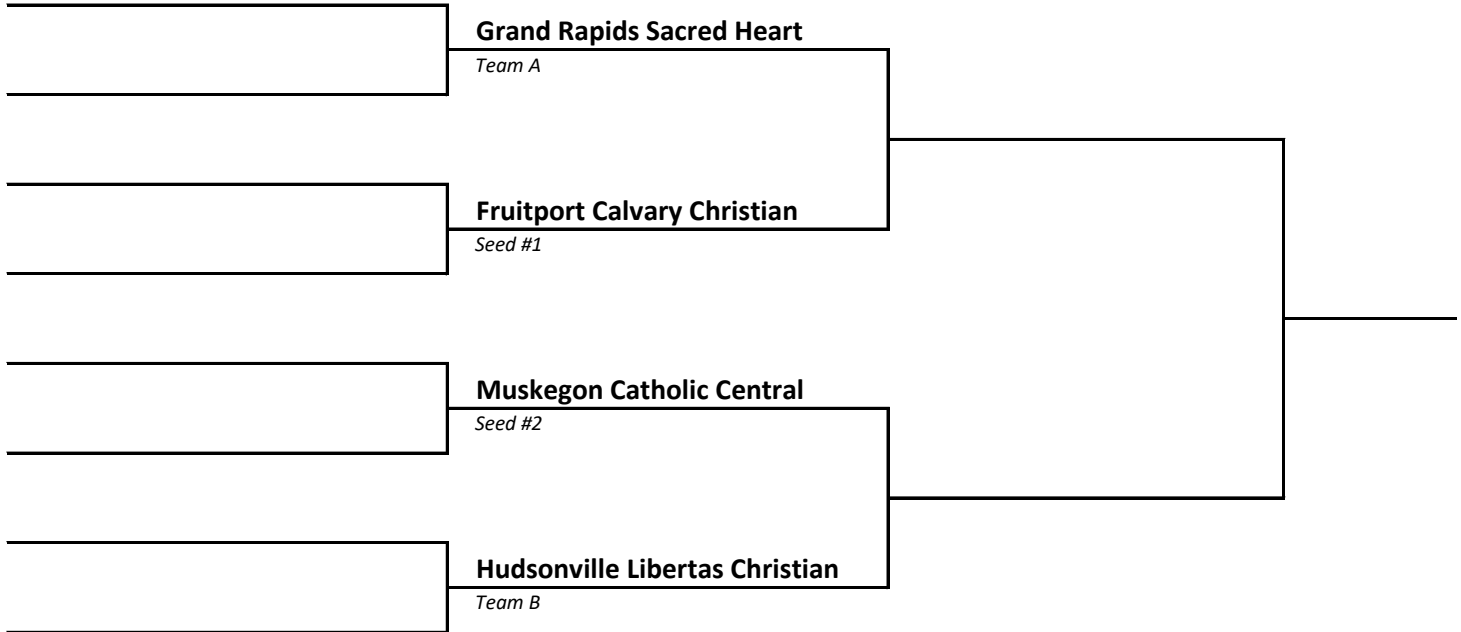 Grand Rapids Sacred Heart
Team A
Fruitport Calvary Christian
Seed #1
Muskegon Catholic Central
Seed #2
Hudsonville Libertas Christian
Team B